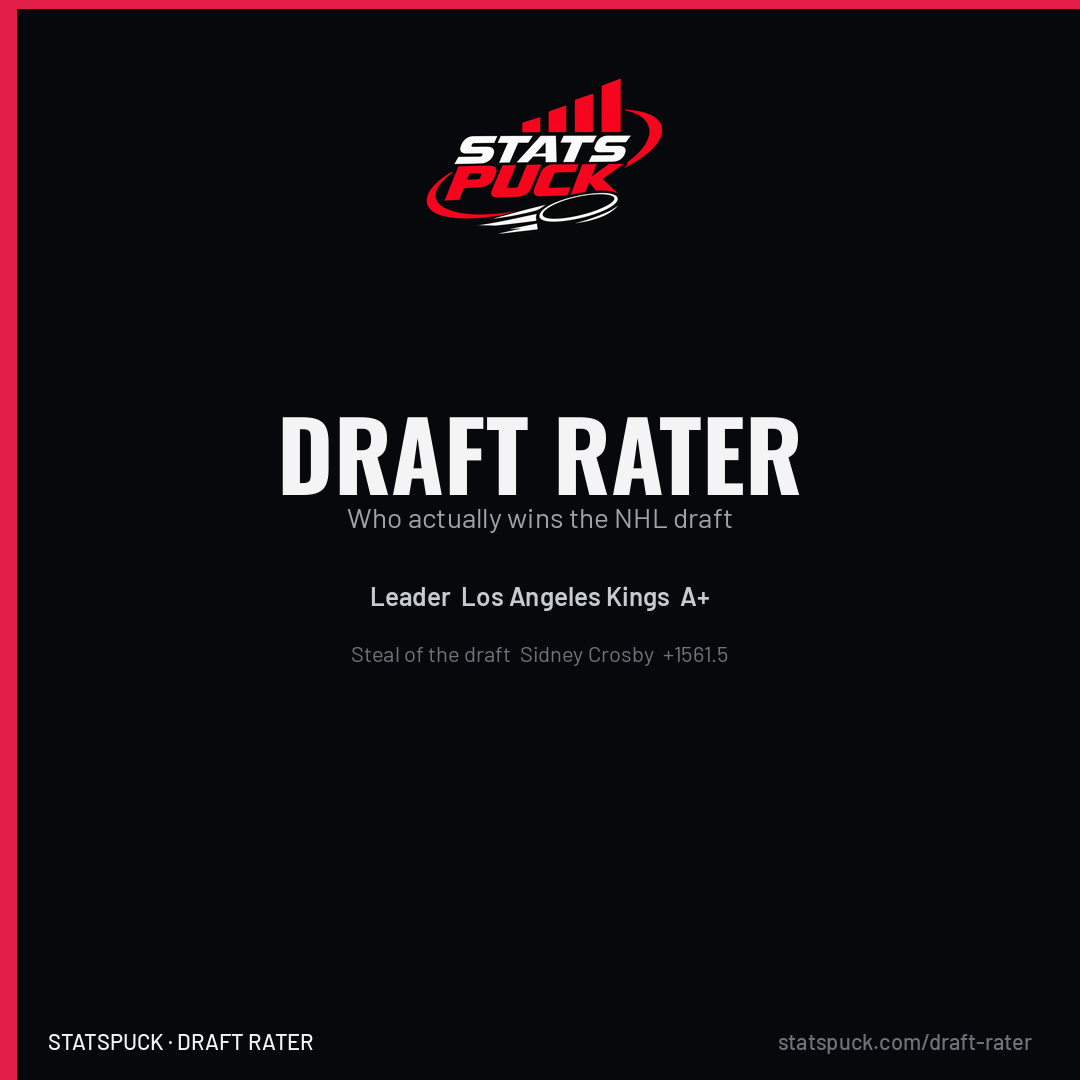 STATS
PUCK
DRAFT RATER
Who actually wins the NHL draft
Leader Los Angeles Kings A+
Steal of the draft Sidney Crosby +1561.5
STATSPUCK · DRAFT RATER
statspuck.com/draft-rater